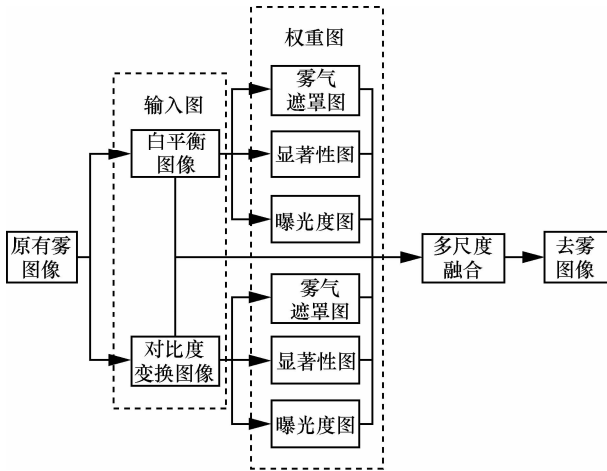 权重图
雾气
遮罩图
输入图
白平衡
图像
显著性图
曝光度图
原有雾
图像
多尺度
融合
去雾
图像
雾气
遮罩图
对比度
变换图像
显著性图
曝光度图